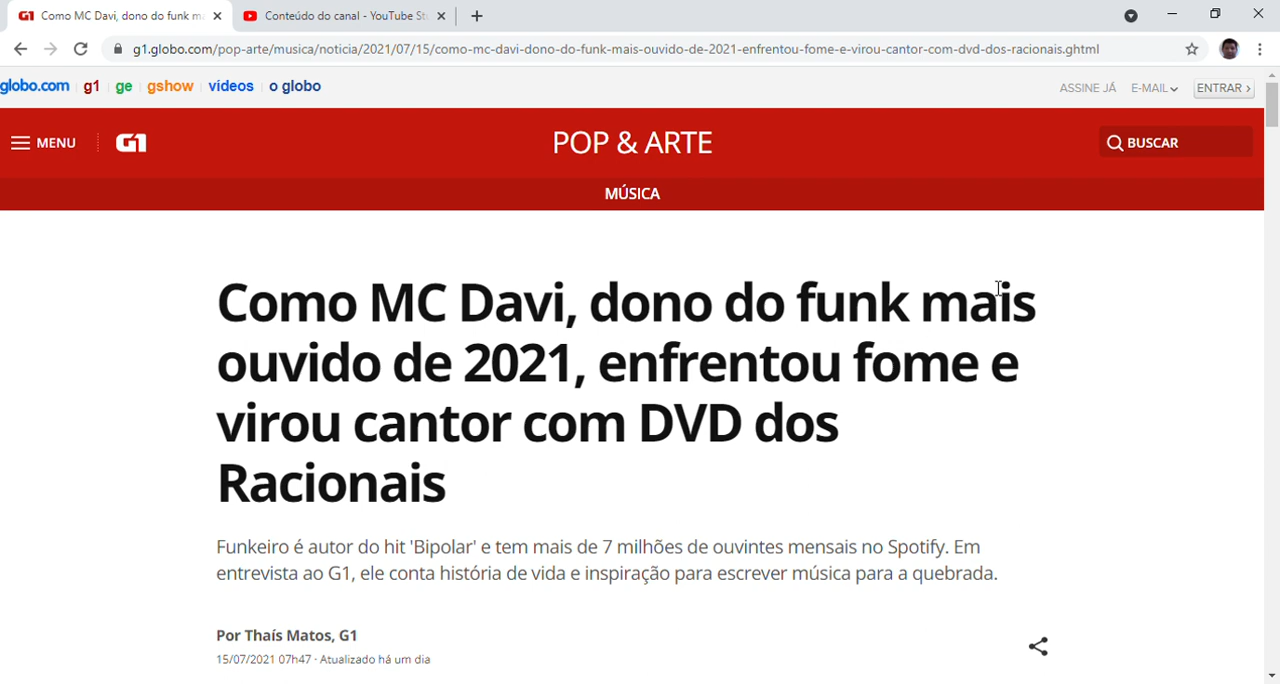 Como MC Davi, dono do funk m
Conteúdo do canal - YouTube St
g1.globo.com/pop-arte/musica/noticia/2021/07/15/como-mc-davi-dono-do-funk-mais-ouvido-de-2021-enfrentou-fome-e-virou-cantor-com-dvd-dos-racionais.ghtml
globo.com g1 ge gshow vídeos o globo
ASSINE JÁ E-MAIL ENTRAR ›
MENU G1 POP & ARTE BUSCAR
MÚSICA
Como MC Davi, dono do funk mais
ouvido de 2021, enfrentou fome e
virou cantor com DVD dos
Racionais
Funkeiro é autor do hit 'Bipolar' e tem mais de 7 milhões de ouvintes mensais no Spotify. Em
entrevista ao G1, ele conta história de vida e inspiração para escrever música para a quebrada.
Por Thaís Matos, G1
15/07/2021 07h47 · Atualizado há um dia